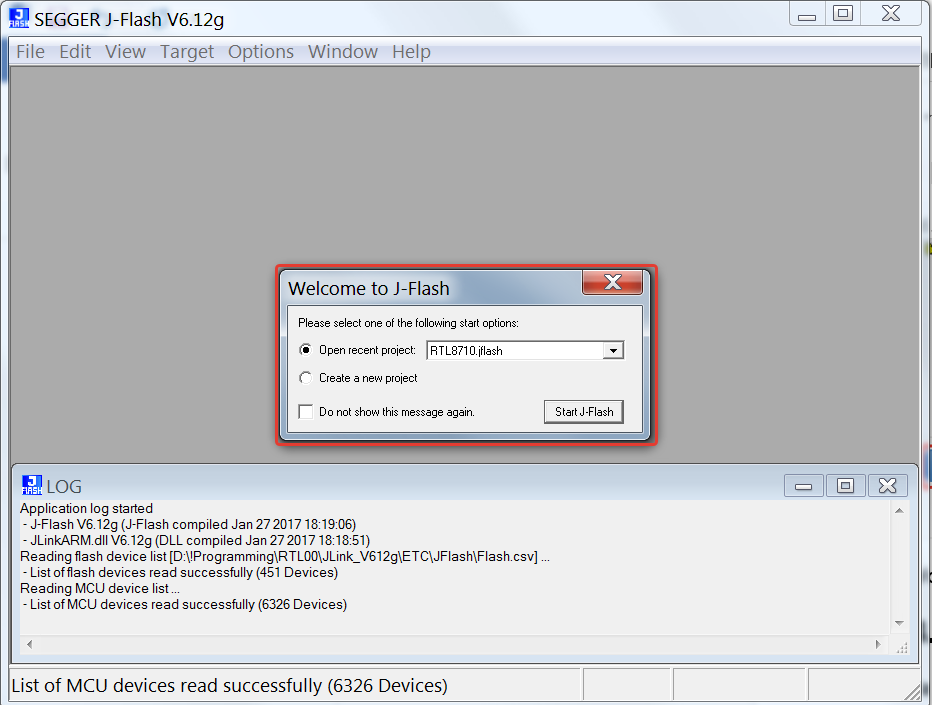 SEGGER J-Flash V6.12g
File Edit View Target Options Window Help
Welcome to J-Flash
Please select one of the following start options:
Open recent project: RTL8710.jflash
Create a new project
Do not show this message again. Start J-Flash
J FLASH LOG
Application log started
- J-Flash V6.12g (J-Flash compiled Jan 27 2017 18:19:06)
- JLinkARM.dll V6.12g (DLL compiled Jan 27 2017 18:18:51)
Reading flash device list [D:\!Programming\RTL00\JLink_V612g\ETC\JFlash\Flash.csv] ...
- List of flash devices read successfully (451 Devices)
Reading MCU device list ...
- List of MCU devices read successfully (6326 Devices)
List of MCU devices read successfully (6326 Devices)